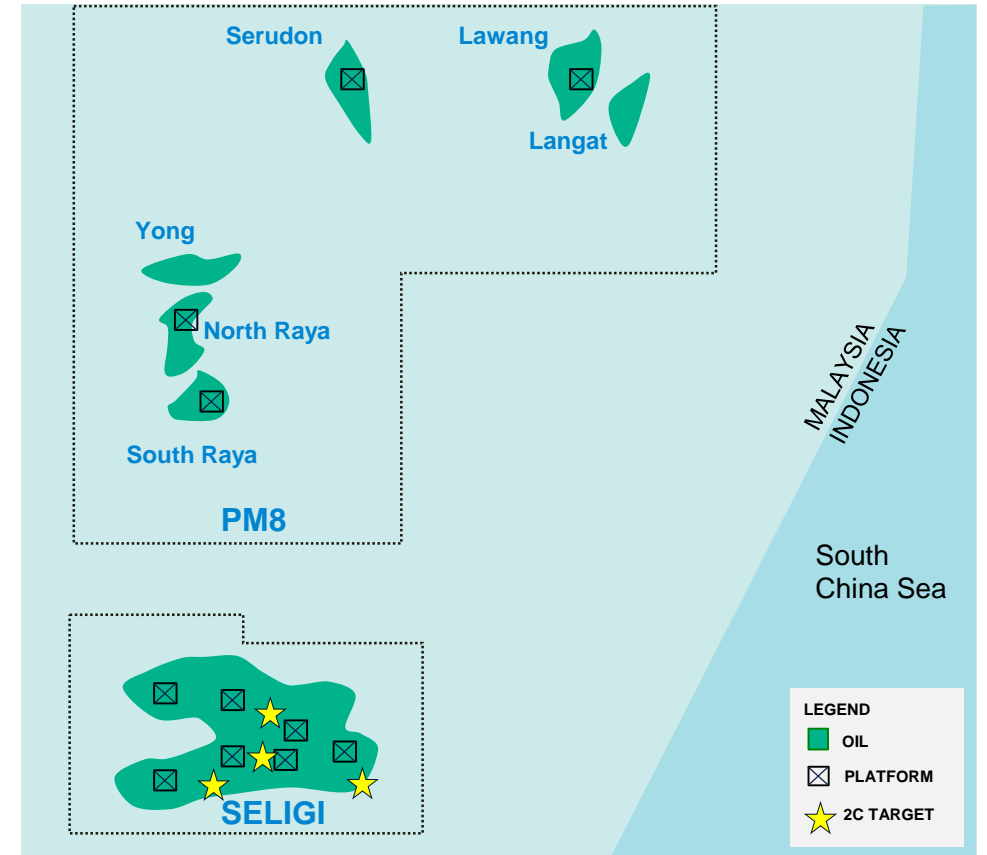 Serudon
Lawang
Langat
Yong
North Raya
South Raya
PM8
MALAYSIA
INDONESIA
South
China Sea
SELIGI
LEGEND
OIL
PLATFORM
2C TARGET